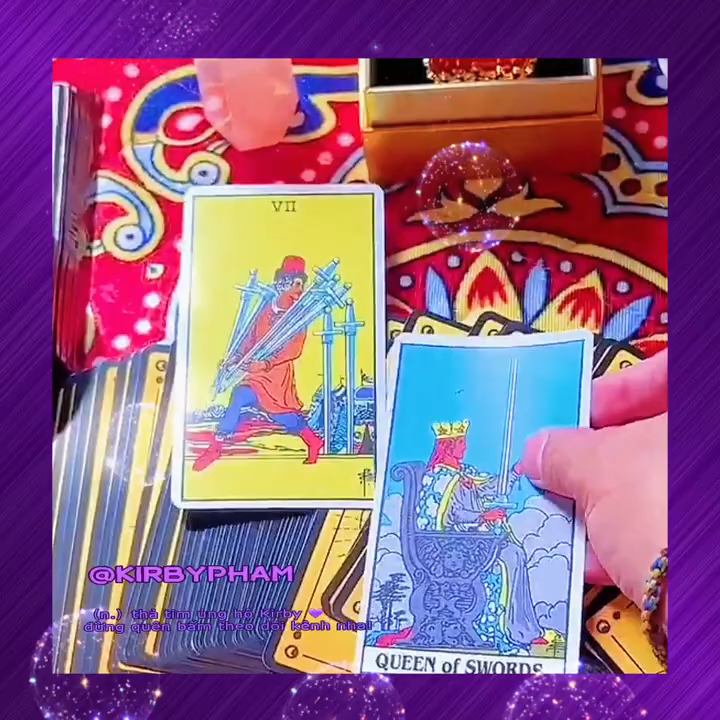 VII
@KIRBYPHAM
(n.) thả tim ủng hộ Kirby 💜
đừng quên bấm theo dõi kênh nha!
QUEEN of SWORDS